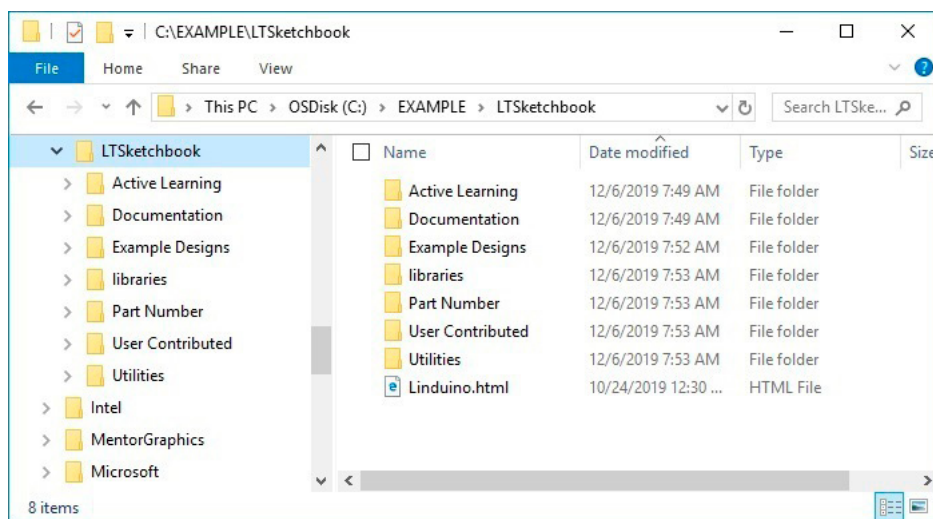 C:\EXAMPLE\LTSketchbook
File Home Share View
This PC > OSDisk (C:) > EXAMPLE > LTSketchbook Search LTSke...
LTSketchbook
Active Learning
Documentation
Example Designs
libraries
Part Number
User Contributed
Utilities
Intel
MentorGraphics
Microsoft
Name Date modified Type Size
Active Learning 12/6/2019 7:49 AM File folder
Documentation 12/6/2019 7:49 AM File folder
Example Designs 12/6/2019 7:52 AM File folder
libraries 12/6/2019 7:53 AM File folder
Part Number 12/6/2019 7:53 AM File folder
User Contributed 12/6/2019 7:53 AM File folder
Utilities 12/6/2019 7:53 AM File folder
Linduino.html 10/24/2019 12:30 ... HTML File
8 items